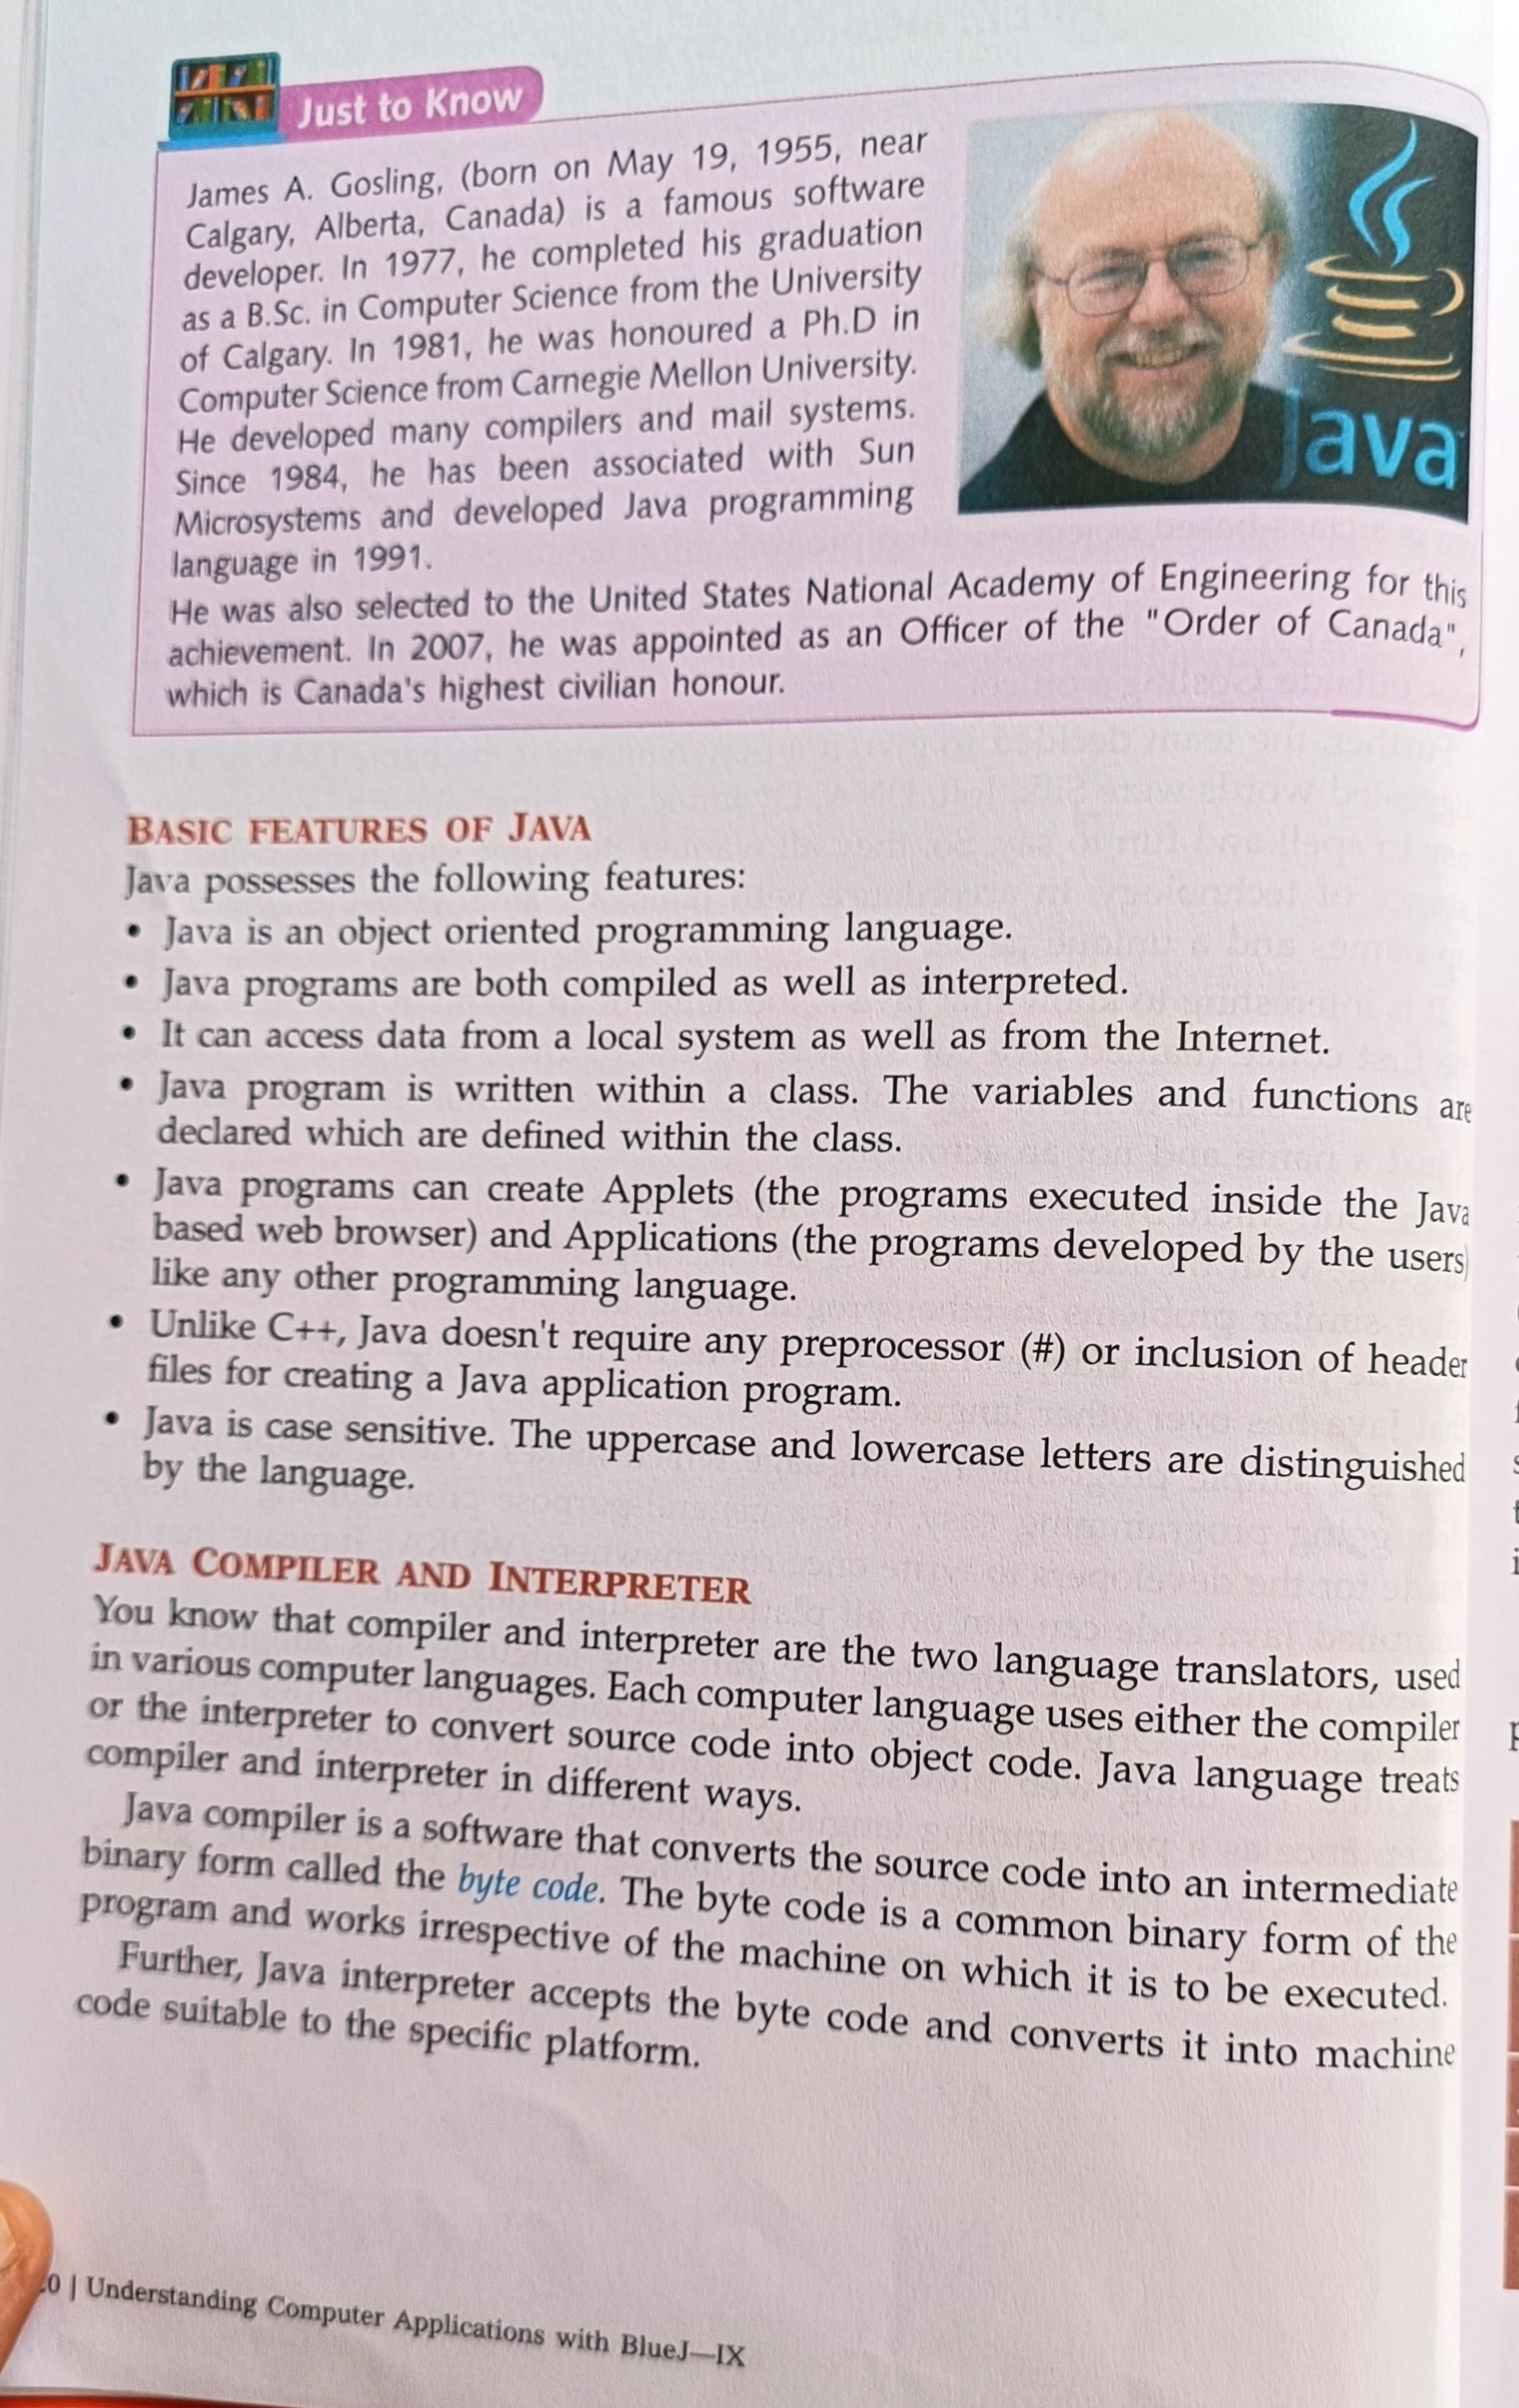 Just to Know
James A. Gosling, (born on May 19, 1955, near
Calgary, Alberta, Canada) is a famous software
developer. In 1977, he completed his graduation
as a B.Sc. in Computer Science from the University
of Calgary. In 1981, he was honoured a Ph.D in
Computer Science from Carnegie Mellon University.
He developed many compilers and mail systems.
Since 1984, he has been associated with Sun
Microsystems and developed Java programming
language in 1991.
Java
He was also selected to the United States National Academy of Engineering for this
achievement. In 2007, he was appointed as an Officer of the "Order of Canada",
which is Canada's highest civilian honour.
BASIC FEATURES OF JAVA
Java possesses the following features:
• Java is an object oriented programming language.
• Java programs are both compiled as well as interpreted.
• It can access data from a local system as well as from the Internet.
• Java program is written within a class. The variables and functions are
declared which are defined within the class.
• Java programs can create Applets (the programs executed inside the Java
based web browser) and Applications (the programs developed by the users)
like any other programming language.
• Unlike C++, Java doesn't require any preprocessor (#) or inclusion of header
files for creating a Java application program.
• Java is case sensitive. The uppercase and lowercase letters are distinguished
by the language.
JAVA COMPILER AND INTERPRETER
You know that compiler and interpreter are the two language translators, used
in various computer languages. Each computer language uses either the compiler
or the interpreter to convert source code into object code. Java language treats
compiler and interpreter in different ways.
Java compiler is a software that converts the source code into an intermediate
binary form called the byte code. The byte code is a common binary form of the
program and works irrespective of the machine on which it is to be executed.
Further, Java interpreter accepts the byte code and converts it into machine
code suitable to the specific platform.
0 | Understanding Computer Applications with BlueJ—IX